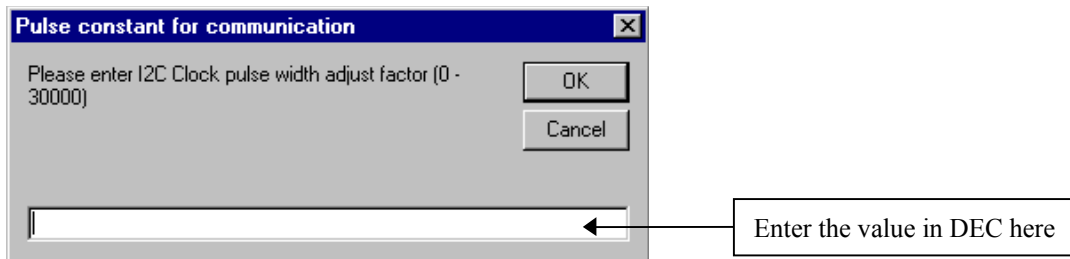 Pulse constant for communication
Please enter I2C Clock pulse width adjust factor (0 -
30000)
OK
Cancel
Enter the value in DEC here